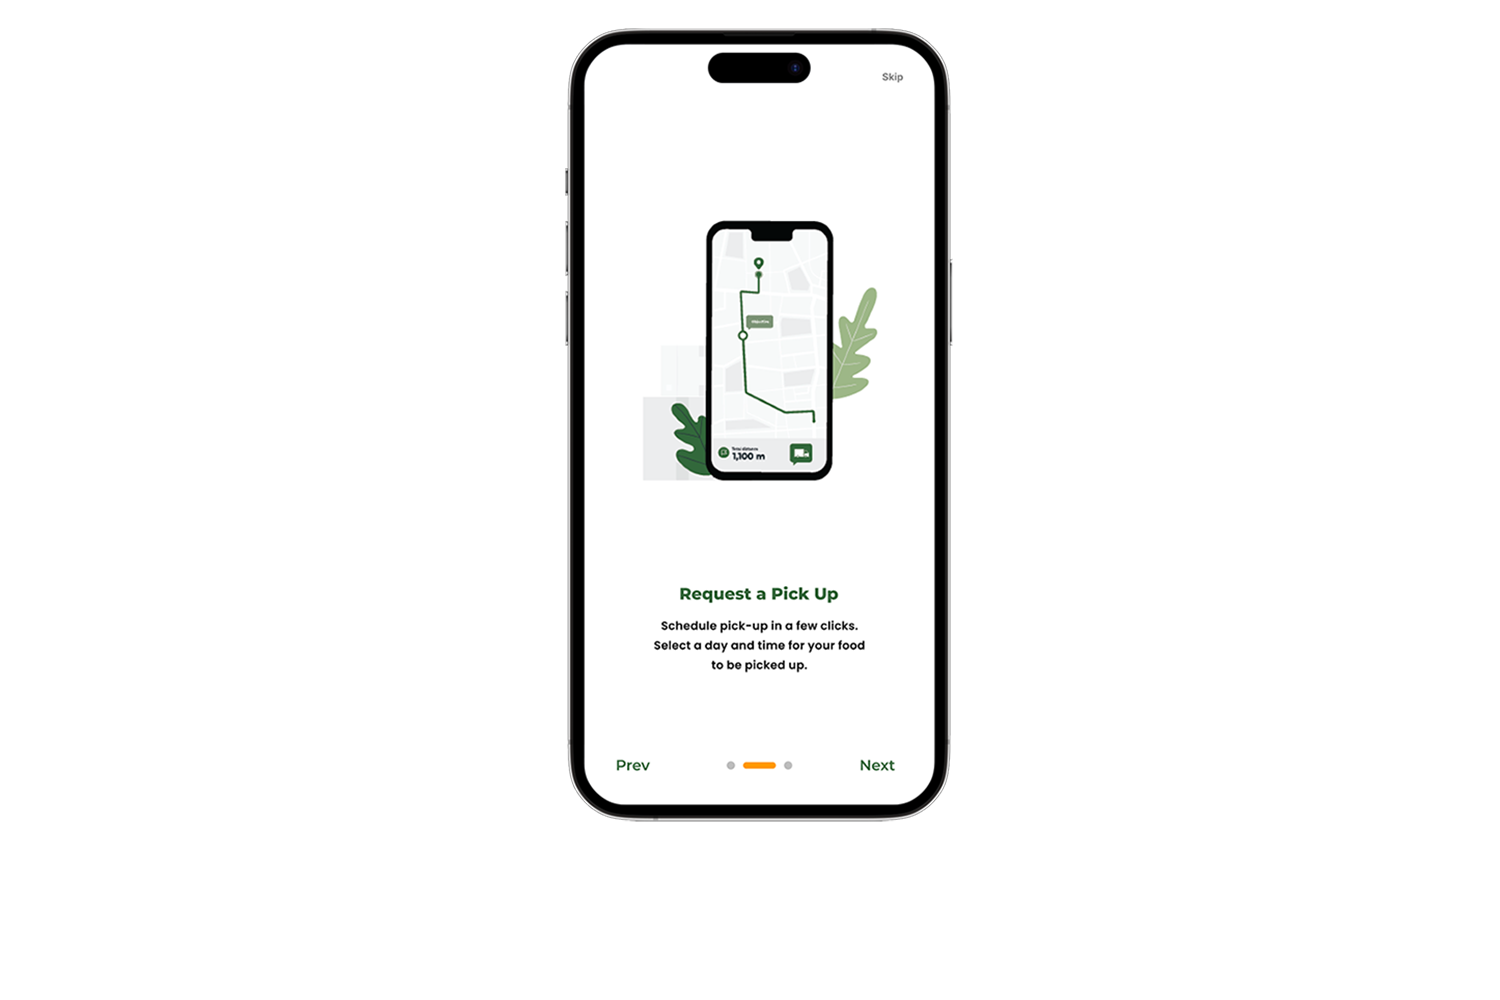 Skip
Total distance
1,100 m
Request a Pick Up
Schedule pick-up in a few clicks.
Select a day and time for your food
to be picked up.
Prev
Next